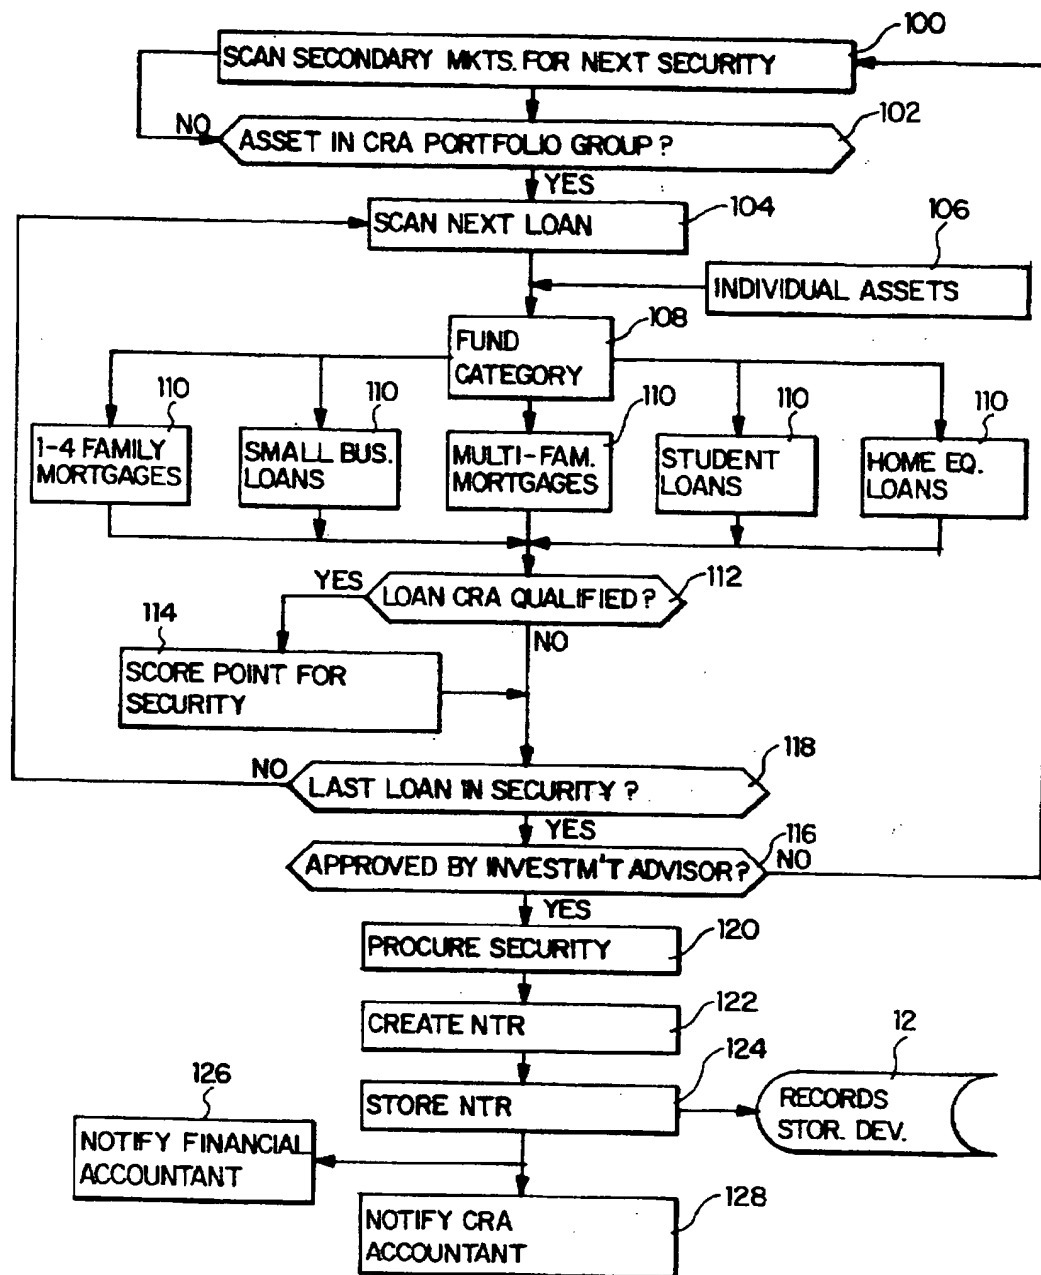 100
SCAN SECONDARY MKTS. FOR NEXT SECURITY
102
NO
ASSET IN CRA PORTFOLIO GROUP?
YES
104
SCAN NEXT LOAN
106
INDIVIDUAL ASSETS
108
FUND
CATEGORY
110
1-4 FAMILY
MORTGAGES
110
SMALL BUS.
LOANS
110
MULTI-FAM.
MORTGAGES
110
STUDENT
LOANS
110
HOME EQ.
LOANS
YES
LOAN CRA QUALIFIED?
112
NO
114
SCORE POINT FOR
SECURITY
118
NO
LAST LOAN IN SECURITY?
YES
116
APPROVED BY INVESTM'T ADVISOR?
NO
YES
120
PROCURE SECURITY
122
CREATE NTR
124
STORE NTR
12
RECORDS
STOR. DEV.
126
NOTIFY FINANCIAL
ACCOUNTANT
128
NOTIFY CRA
ACCOUNTANT